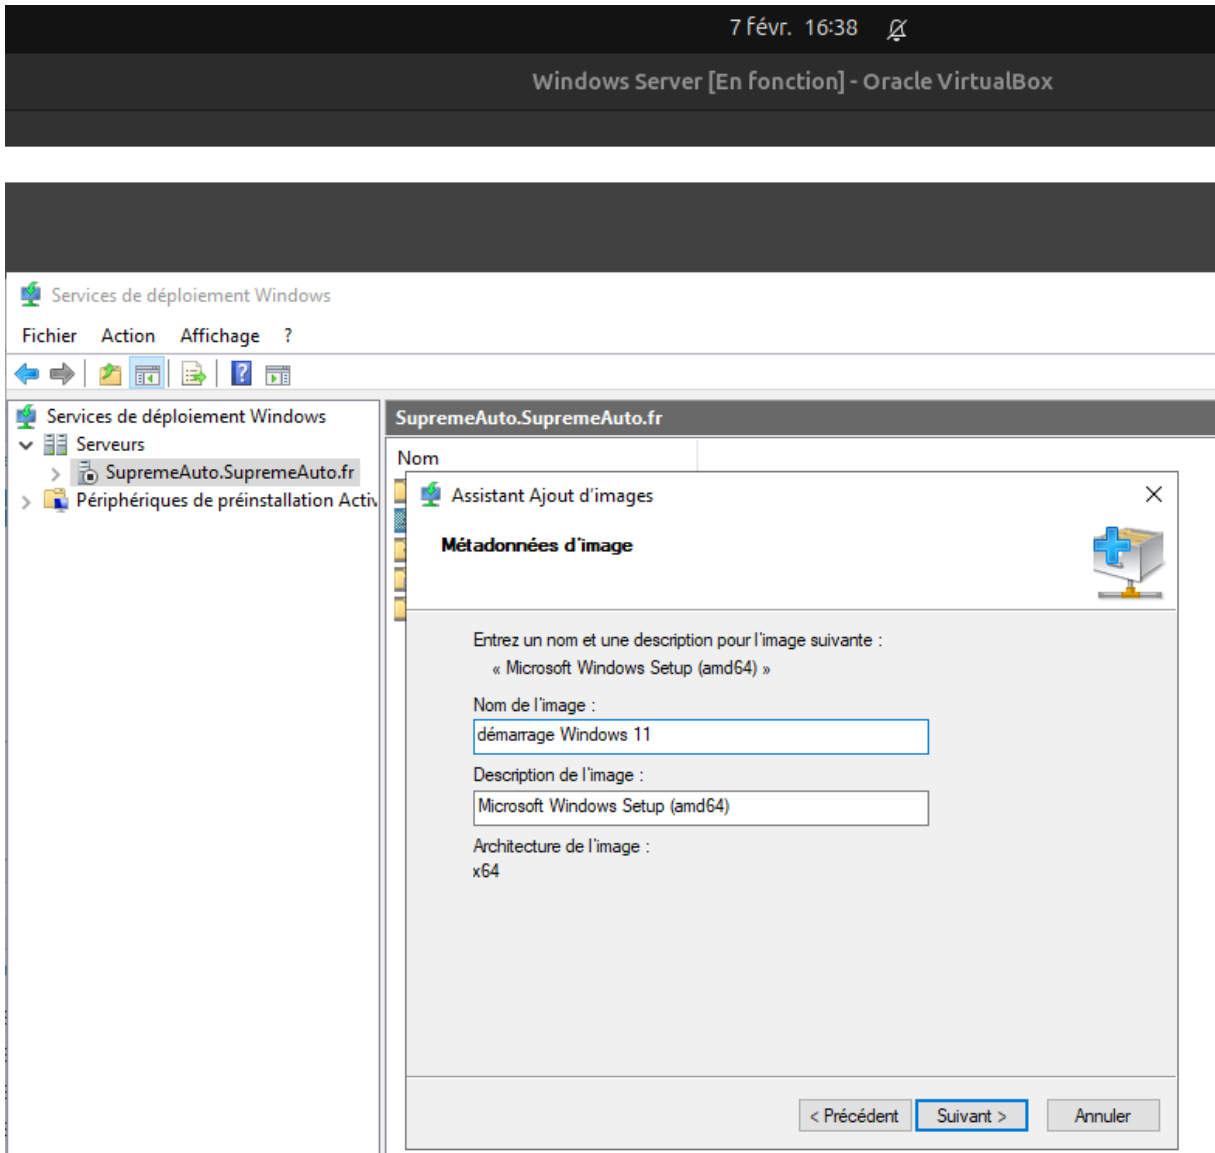 7 févr. 16:38
Windows Server [En fonction] - Oracle VirtualBox
Services de déploiement Windows
Fichier Action Affichage ?
Services de déploiement Windows
Serveurs
SupremeAuto.SupremeAuto.fr
Périphériques de préinstallation Activ
SupremeAuto.SupremeAuto.fr
Nom
Assistant Ajout d'images
Métadonnées d'image
Entrez un nom et une description pour l'image suivante :
« Microsoft Windows Setup (amd64) »
Nom de l'image :
démarrage Windows 11
Description de l'image :
Microsoft Windows Setup (amd64)
Architecture de l'image :
x64
< Précédent
Suivant >
Annuler